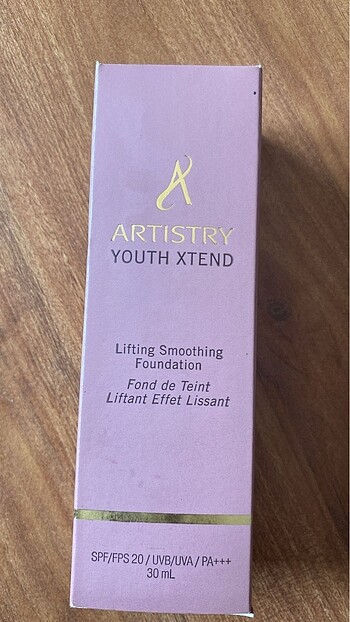 ARTISTRY
YOUTH XTEND
Lifting Smoothing
Foundation
Fond de Teint
Liftant Effet Lissant
SPF/FPS 20 / UVB/UVA / PA+++
30 mL